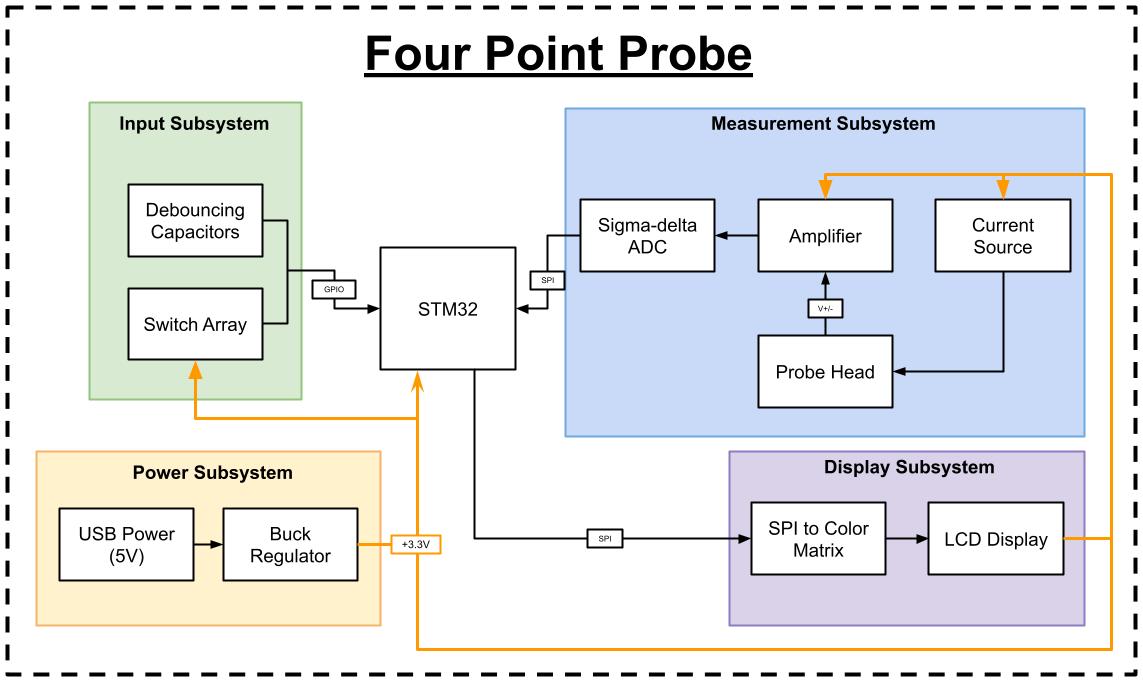 Four Point Probe
Input Subsystem
Debouncing
Capacitors
Switch Array
GPIO
STM32
SPI
Measurement Subsystem
Sigma-delta
ADC
Amplifier
Current
Source
V+/-
Probe Head
Power Subsystem
USB Power
(5V)
Buck
Regulator
+3.3V
SPI
Display Subsystem
SPI to Color
Matrix
LCD Display